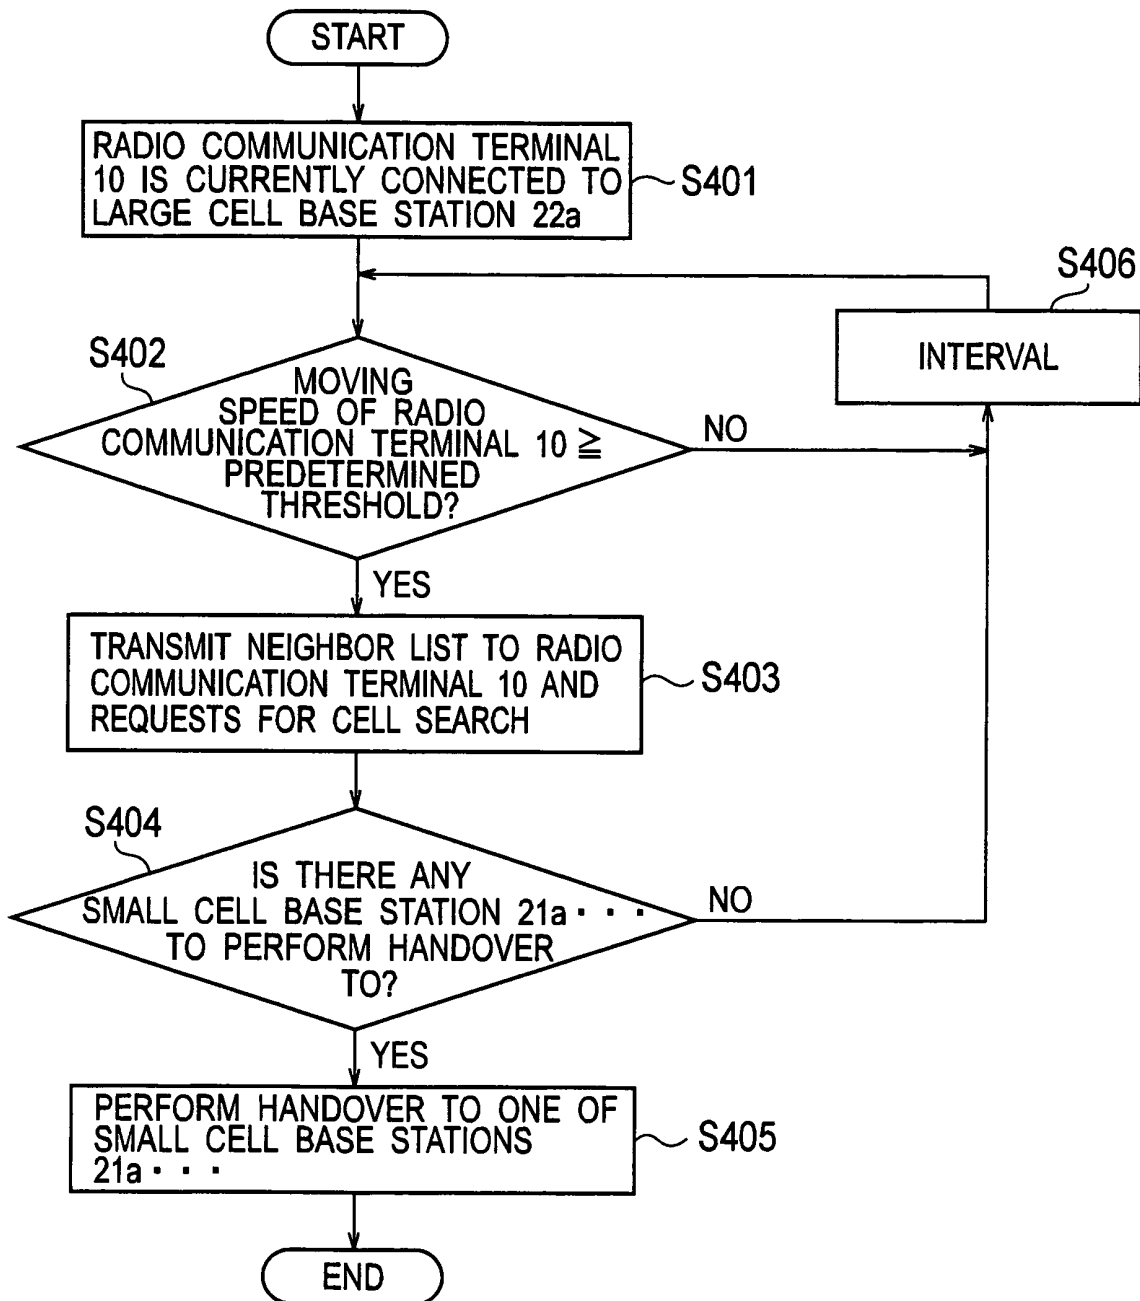 START
RADIO COMMUNICATION TERMINAL
10 IS CURRENTLY CONNECTED TO
LARGE CELL BASE STATION 22a
S401
S406
INTERVAL
S402
MOVING
SPEED OF RADIO
COMMUNICATION TERMINAL 10 ≧
PREDETERMINED
THRESHOLD?
NO
YES
TRANSMIT NEIGHBOR LIST TO RADIO
COMMUNICATION TERMINAL 10 AND
REQUESTS FOR CELL SEARCH
S403
S404
IS THERE ANY
SMALL CELL BASE STATION 21a・・・
TO PERFORM HANDOVER
TO?
NO
YES
PERFORM HANDOVER TO ONE OF
SMALL CELL BASE STATIONS
21a・・・
S405
END